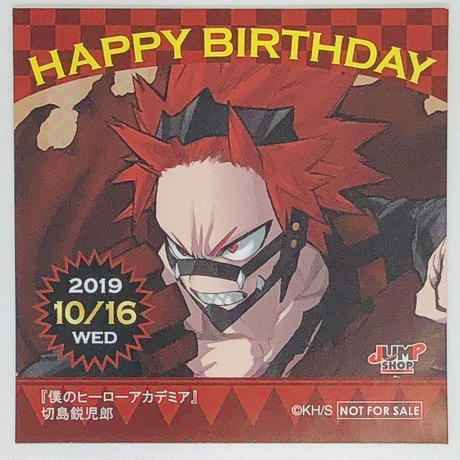 HAPPY BIRTHDAY
2019
10/16
WED
JUMP
SHOP
『僕のヒーローアカデミア』
切島鋭児郎
©KH/S NOT FOR SALE